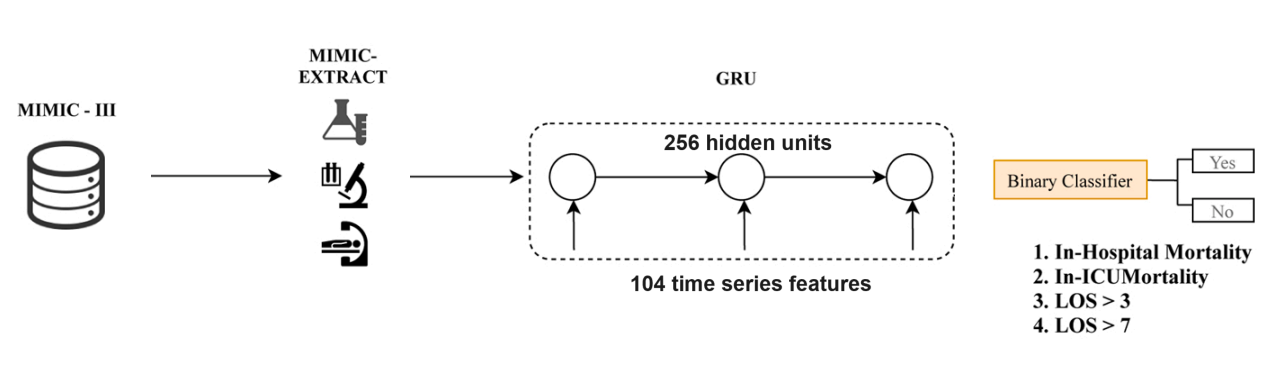 MIMIC - III
MIMIC-
EXTRACT
GRU
256 hidden units
104 time series features
Binary Classifier
Yes
No
1. In-Hospital Mortality
2. In-ICUMortality
3. LOS > 3
4. LOS > 7